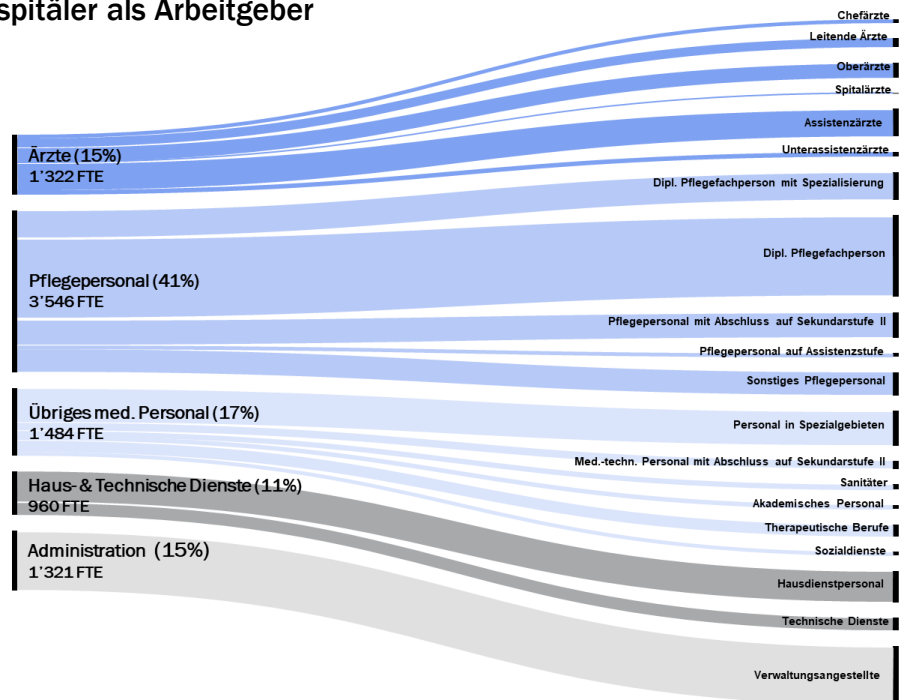 spitäler als Arbeitgeber
Ärzte (15%)
1’322 FTE
Pflegepersonal (41%)
3’546 FTE
Übriges med. Personal (17%)
1’484 FTE
Haus- & Technische Dienste (11%)
960 FTE
Administration (15%)
1’321 FTE
Chefärzte
Leitende Ärzte
Oberärzte
Spitalärzte
Assistenzärzte
Unterassistenzärzte
Dipl. Pflegefachperson mit Spezialisierung
Dipl. Pflegefachperson
Pflegepersonal mit Abschluss auf Sekundarstufe II
Pflegepersonal auf Assistenzstufe
Sonstiges Pflegepersonal
Personal in Spezialgebieten
Med.-techn. Personal mit Abschluss auf Sekundarstufe II
Sanitäter
Akademisches Personal
Therapeutische Berufe
Sozialdienste
Hausdienstpersonal
Technische Dienste
Verwaltungsangestellte